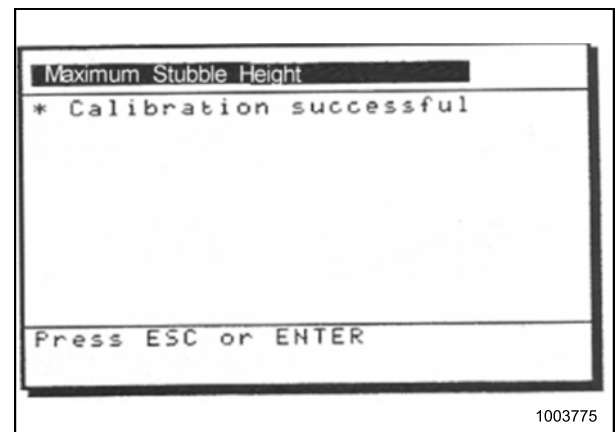 Maximum Stubble Height
* Calibration successful
Press ESC or ENTER
1003775